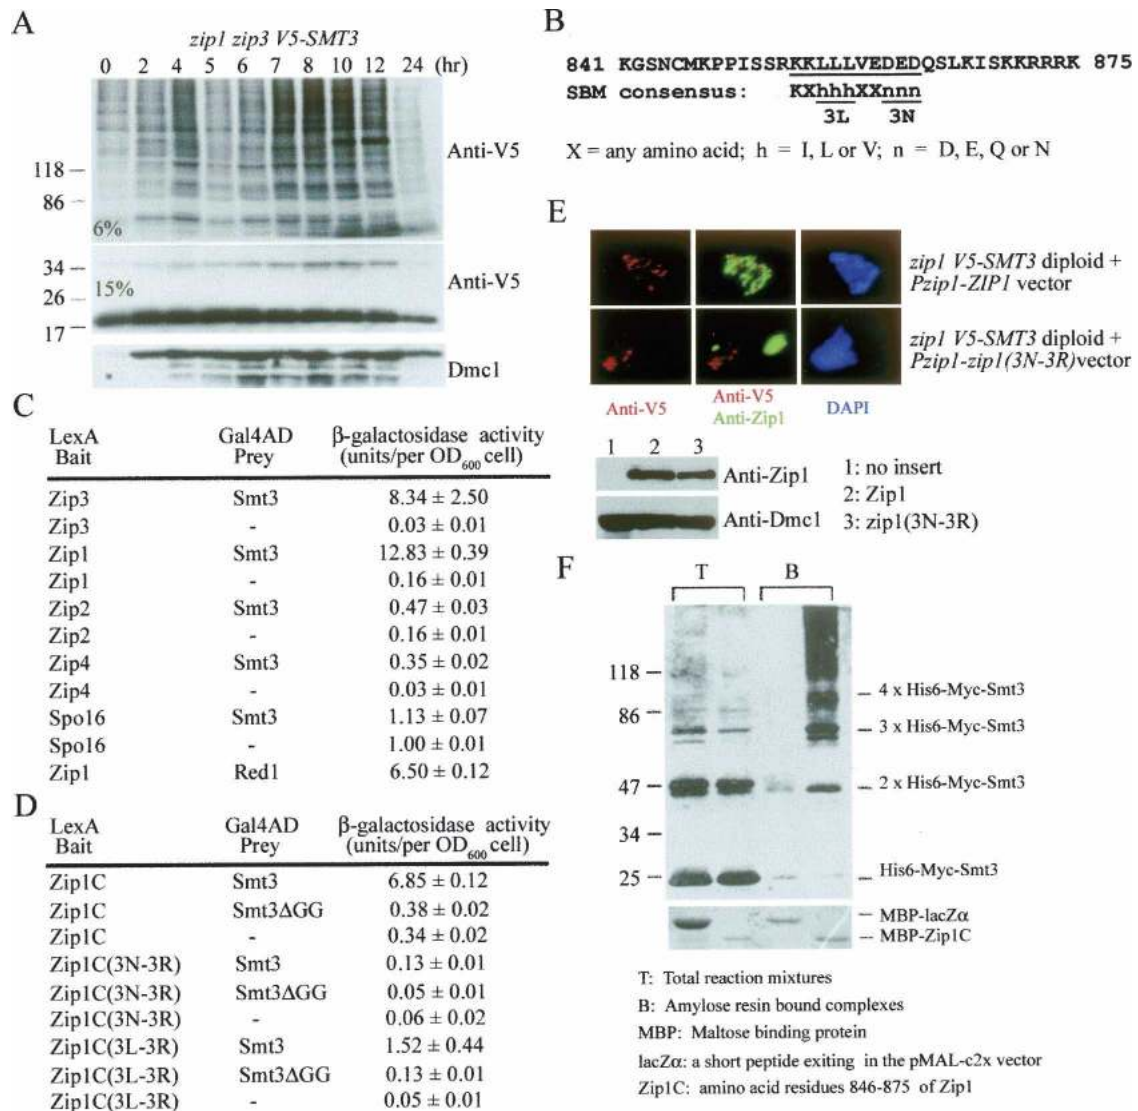 A
zip1 zip3 V5-SMT3
0 2 4 5 6 7 8 10 12 24 (hr)
Anti-V5
118
86
6%
34
Anti-V5
15%
26
17
Dmc1
B
841 KGSNCMKPPISSRKKLLLVEDEDQSLKISKKRRRK 875
SBM consensus: KXhhhXXnnn
3L 3N
X = any amino acid; h = I, L or V; n = D, E, Q or N
C
LexA Bait Gal4AD Prey β-galactosidase activity (units/per OD600 cell)
Zip3 Smt3 8.34 ± 2.50
Zip3 - 0.03 ± 0.01
Zip1 Smt3 12.83 ± 0.39
Zip1 - 0.16 ± 0.01
Zip2 Smt3 0.47 ± 0.03
Zip2 - 0.16 ± 0.01
Zip4 Smt3 0.35 ± 0.02
Zip4 - 0.03 ± 0.01
Spo16 Smt3 1.13 ± 0.07
Spo16 - 1.00 ± 0.01
Zip1 Red1 6.50 ± 0.12
D
LexA Bait Gal4AD Prey β-galactosidase activity (units/per OD600 cell)
Zip1C Smt3 6.85 ± 0.12
Zip1C Smt3ΔGG 0.38 ± 0.02
Zip1C - 0.34 ± 0.02
Zip1C(3N-3R) Smt3 0.13 ± 0.01
Zip1C(3N-3R) Smt3ΔGG 0.05 ± 0.01
Zip1C(3N-3R) - 0.06 ± 0.02
Zip1C(3L-3R) Smt3 1.52 ± 0.44
Zip1C(3L-3R) Smt3ΔGG 0.13 ± 0.01
Zip1C(3L-3R) - 0.05 ± 0.01
E
zip1 V5-SMT3 diploid +
Pzip1-ZIP1 vector
zip1 V5-SMT3 diploid +
Pzip1-zip1(3N-3R)vector
Anti-V5
Anti-V5
Anti-Zip1
DAPI
1 2 3
Anti-Zip1
Anti-Dmc1
1: no insert
2: Zip1
3: zip1(3N-3R)
F
T B
118
86
47
34
25
4 x His6-Myc-Smt3
3 x His6-Myc-Smt3
2 x His6-Myc-Smt3
His6-Myc-Smt3
MBP-lacZα
MBP-Zip1C
T: Total reaction mixtures
B: Amylose resin bound complexes
MBP: Maltose binding protein
lacZα: a short peptide exiting in the pMAL-c2x vector
Zip1C: amino acid residues 846-875 of Zip1